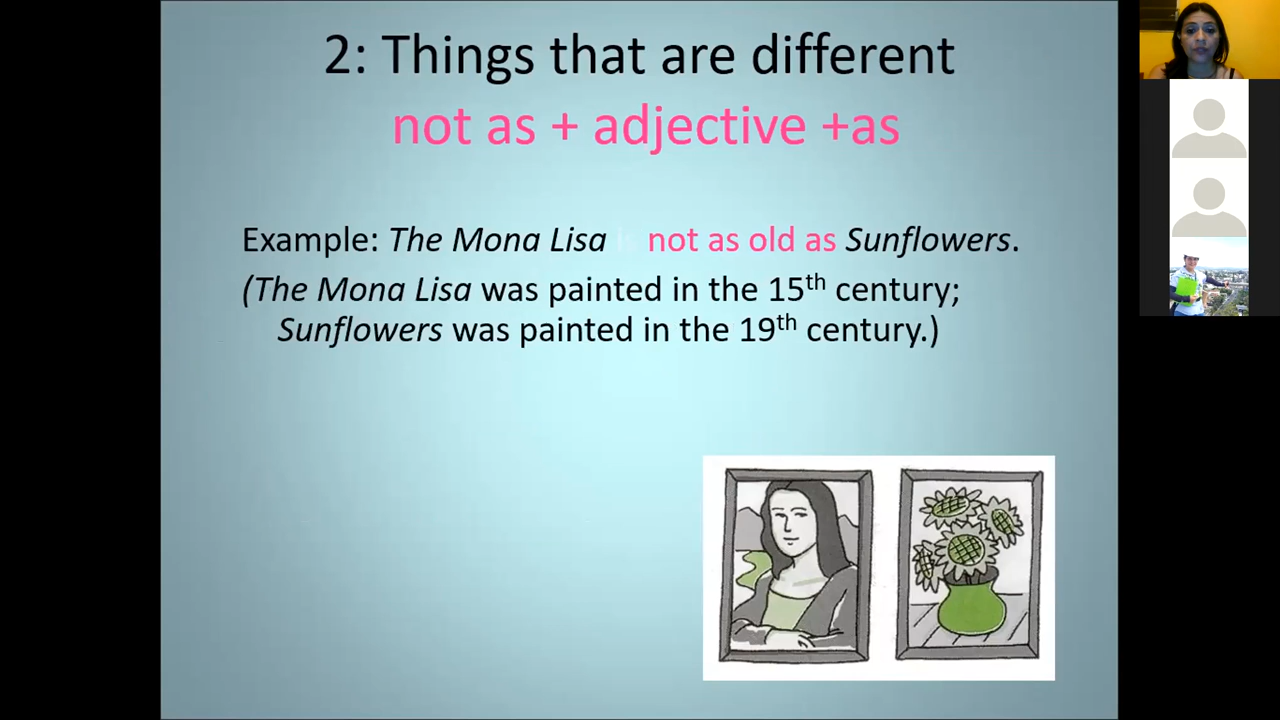 2: Things that are different
not as + adjective +as
Example: The Mona Lisa is not as old as Sunflowers.
(The Mona Lisa was painted in the 15th century;
Sunflowers was painted in the 19th century.)